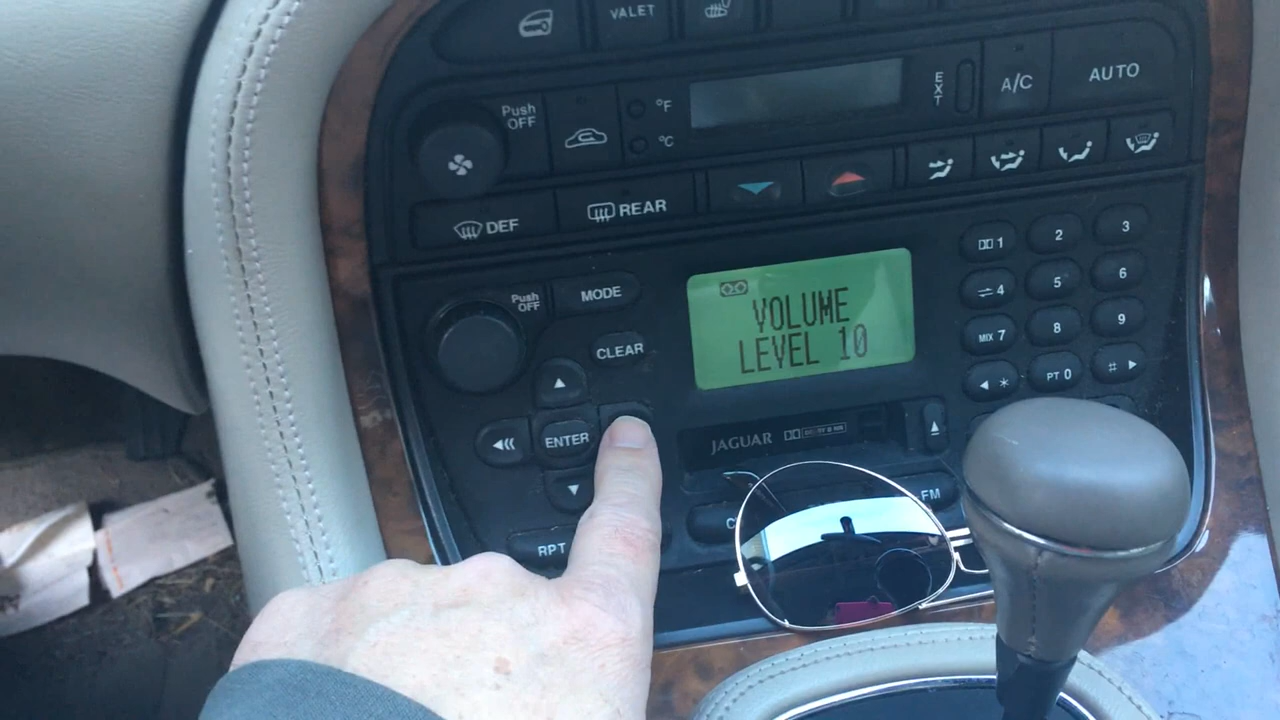 VALET
Push
OFF
°F
°C
EXT
A/C
AUTO
DEF
REAR
Push
OFF
MODE
CLEAR
VOLUME
LEVEL 10
1
2
3
4
5
6
MIX 7
8
9
*
PT 0
#
ENTER
JAGUAR
RPT
FM